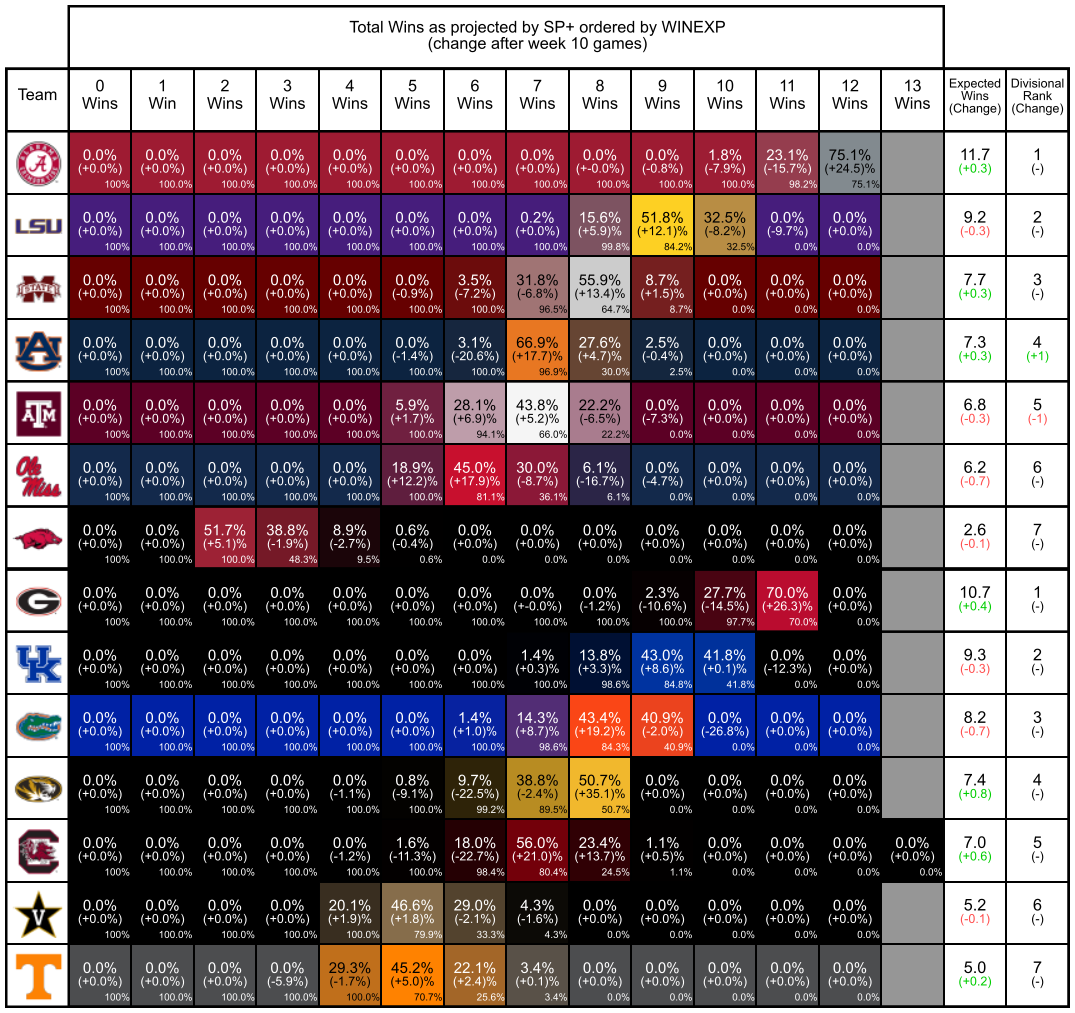 Total Wins as projected by SP+ ordered by WINEXP
(change after week 10 games)
Team 0 Wins 1 Win 2 Wins 3 Wins 4 Wins 5 Wins 6 Wins 7 Wins 8 Wins 9 Wins 10 Wins 11 Wins 12 Wins 13 Wins Expected Wins (Change) Divisional Rank (Change)
A
0.0% 0.0% 0.0% 0.0% 0.0% 0.0% 0.0% 0.0% 0.0% 0.0% 1.8% 23.1% 75.1% 11.7 1
(+0.0%) (+0.0%) (+0.0%) (+0.0%) (+0.0%) (+0.0%) (+0.0%) (+0.0%) (+-0.0%) (-0.8%) (-7.9%) (-15.7%) (+24.5)% (+0.3) (-)
100% 100.0% 100.0% 100.0% 100.0% 100.0% 100.0% 100.0% 100.0% 100.0% 100.0% 98.2% 75.1%
LSU
0.0% 0.0% 0.0% 0.0% 0.0% 0.0% 0.0% 0.2% 15.6% 51.8% 32.5% 0.0% 0.0% 9.2 2
(+0.0%) (+0.0%) (+0.0%) (+0.0%) (+0.0%) (+0.0%) (+0.0%) (+0.0%) (+5.9)% (+12.1)% (-8.2%) (-9.7%) (+0.0%) (-0.3) (-)
100% 100.0% 100.0% 100.0% 100.0% 100.0% 100.0% 100.0% 99.8% 84.2% 32.5% 0.0% 0.0%
STATE
0.0% 0.0% 0.0% 0.0% 0.0% 0.0% 3.5% 31.8% 55.9% 8.7% 0.0% 0.0% 0.0% 7.7 3
(+0.0%) (+0.0%) (+0.0%) (+0.0%) (+0.0%) (-0.9%) (-7.2%) (-6.8%) (+13.4)% (+1.5)% (+0.0%) (+0.0%) (+0.0%) (+0.3) (-)
100% 100.0% 100.0% 100.0% 100.0% 100.0% 100.0% 96.5% 64.7% 8.7% 0.0% 0.0% 0.0%
AU
0.0% 0.0% 0.0% 0.0% 0.0% 0.0% 3.1% 66.9% 27.6% 2.5% 0.0% 0.0% 0.0% 7.3 4
(+0.0%) (+0.0%) (+0.0%) (+0.0%) (+0.0%) (-1.4%) (-20.6%) (+17.7)% (+4.7)% (-0.4%) (+0.0%) (+0.0%) (+0.0%) (+0.3) (+1)
100% 100.0% 100.0% 100.0% 100.0% 100.0% 100.0% 96.9% 30.0% 2.5% 0.0% 0.0% 0.0%
ATM
0.0% 0.0% 0.0% 0.0% 0.0% 5.9% 28.1% 43.8% 22.2% 0.0% 0.0% 0.0% 0.0% 6.8 5
(+0.0%) (+0.0%) (+0.0%) (+0.0%) (+0.0%) (+1.7)% (+6.9)% (+5.2)% (-6.5%) (-7.3%) (+0.0%) (+0.0%) (+0.0%) (-0.3) (-1)
100% 100.0% 100.0% 100.0% 100.0% 100.0% 94.1% 66.0% 22.2% 0.0% 0.0% 0.0% 0.0%
Ole
Miss
0.0% 0.0% 0.0% 0.0% 0.0% 18.9% 45.0% 30.0% 6.1% 0.0% 0.0% 0.0% 0.0% 6.2 6
(+0.0%) (+0.0%) (+0.0%) (+0.0%) (+0.0%) (+12.2)% (+17.9)% (-8.7%) (-16.7%) (-4.7%) (+0.0%) (+0.0%) (+0.0%) (-0.7) (-)
100% 100.0% 100.0% 100.0% 100.0% 100.0% 81.1% 36.1% 6.1% 0.0% 0.0% 0.0% 0.0%
0.0% 0.0% 51.7% 38.8% 8.9% 0.6% 0.0% 0.0% 0.0% 0.0% 0.0% 0.0% 0.0% 2.6 7
(+0.0%) (+0.0%) (+5.1)% (-1.9%) (-2.7%) (-0.4%) (+0.0%) (+0.0%) (+0.0%) (+0.0%) (+0.0%) (+0.0%) (+0.0%) (-0.1) (-)
100% 100.0% 100.0% 48.3% 9.5% 0.6% 0.0% 0.0% 0.0% 0.0% 0.0% 0.0% 0.0%
G
0.0% 0.0% 0.0% 0.0% 0.0% 0.0% 0.0% 0.0% 0.0% 2.3% 27.7% 70.0% 0.0% 10.7 1
(+0.0%) (+0.0%) (+0.0%) (+0.0%) (+0.0%) (+0.0%) (+0.0%) (+-0.0%) (-1.2%) (-10.6%) (-14.5%) (+26.3)% (+0.0%) (+0.4) (-)
100% 100.0% 100.0% 100.0% 100.0% 100.0% 100.0% 100.0% 100.0% 100.0% 97.7% 70.0% 0.0%
UK
0.0% 0.0% 0.0% 0.0% 0.0% 0.0% 0.0% 1.4% 13.8% 43.0% 41.8% 0.0% 0.0% 9.3 2
(+0.0%) (+0.0%) (+0.0%) (+0.0%) (+0.0%) (+0.0%) (+0.0%) (+0.3)% (+3.3)% (+8.6)% (+0.1)% (-12.3%) (+0.0%) (-0.3) (-)
100% 100.0% 100.0% 100.0% 100.0% 100.0% 100.0% 100.0% 98.6% 84.8% 41.8% 0.0% 0.0%
0.0% 0.0% 0.0% 0.0% 0.0% 0.0% 1.4% 14.3% 43.4% 40.9% 0.0% 0.0% 0.0% 8.2 3
(+0.0%) (+0.0%) (+0.0%) (+0.0%) (+0.0%) (+0.0%) (+1.0)% (+8.7)% (+19.2)% (-2.0%) (-26.8%) (+0.0%) (+0.0%) (-0.7) (-)
100% 100.0% 100.0% 100.0% 100.0% 100.0% 100.0% 98.6% 84.3% 40.9% 0.0% 0.0% 0.0%
0.0% 0.0% 0.0% 0.0% 0.0% 0.8% 9.7% 38.8% 50.7% 0.0% 0.0% 0.0% 0.0% 7.4 4
(+0.0%) (+0.0%) (+0.0%) (+0.0%) (-1.1%) (-9.1%) (-22.5%) (-2.4%) (+35.1)% (+0.0%) (+0.0%) (+0.0%) (+0.0%) (+0.8) (-)
100% 100.0% 100.0% 100.0% 100.0% 100.0% 99.2% 89.5% 50.7% 0.0% 0.0% 0.0% 0.0%
0.0% 0.0% 0.0% 0.0% 0.0% 1.6% 18.0% 56.0% 23.4% 1.1% 0.0% 0.0% 0.0% 0.0% 7.0 5
(+0.0%) (+0.0%) (+0.0%) (+0.0%) (-1.2%) (-11.3%) (-22.7%) (+21.0)% (+13.7)% (+0.5)% (+0.0%) (+0.0%) (+0.0%) (+0.0%) (+0.6) (-)
100% 100.0% 100.0% 100.0% 100.0% 100.0% 98.4% 80.4% 24.5% 1.1% 0.0% 0.0% 0.0% 0.0%
V
0.0% 0.0% 0.0% 0.0% 20.1% 46.6% 29.0% 4.3% 0.0% 0.0% 0.0% 0.0% 0.0% 5.2 6
(+0.0%) (+0.0%) (+0.0%) (+0.0%) (+1.9)% (+1.8)% (-2.1%) (-1.6%) (+0.0%) (+0.0%) (+0.0%) (+0.0%) (+0.0%) (-0.1) (-)
100% 100.0% 100.0% 100.0% 100.0% 79.9% 33.3% 4.3% 0.0% 0.0% 0.0% 0.0% 0.0%
T
0.0% 0.0% 0.0% 0.0% 29.3% 45.2% 22.1% 3.4% 0.0% 0.0% 0.0% 0.0% 0.0% 5.0 7
(+0.0%) (+0.0%) (+0.0%) (-5.9%) (-1.7%) (+5.0)% (+2.4)% (+0.1)% (+0.0%) (+0.0%) (+0.0%) (+0.0%) (+0.0%) (+0.2) (-)
100% 100.0% 100.0% 100.0% 100.0% 70.7% 25.6% 3.4% 0.0% 0.0% 0.0% 0.0% 0.0%